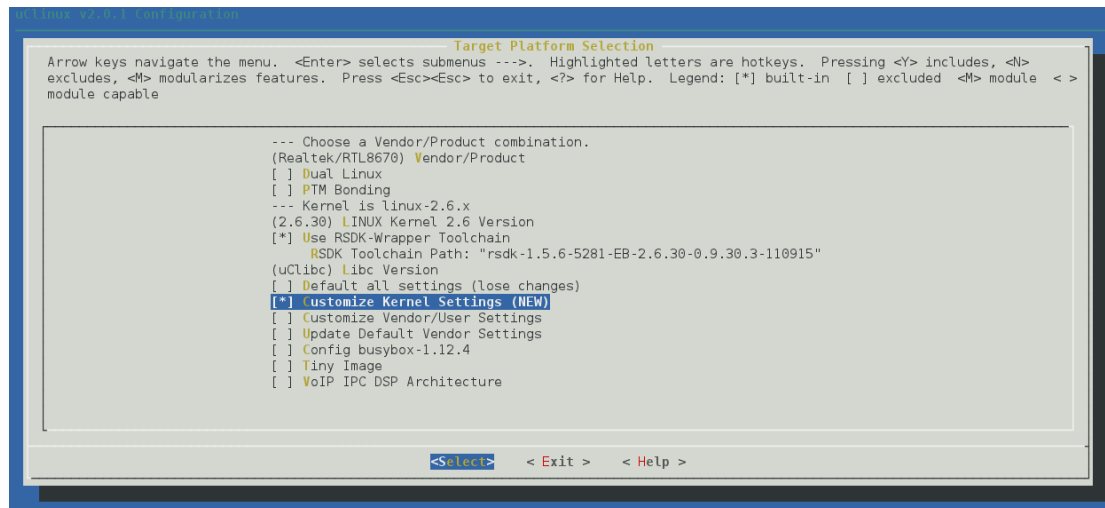 uClinux v2.0.1 Configuration
Target Platform Selection
Arrow keys navigate the menu. <Enter> selects submenus --->. Highlighted letters are hotkeys. Pressing <Y> includes, <N>
excludes, <M> modularizes features. Press <Esc><Esc> to exit, <?> for Help. Legend: [*] built-in [ ] excluded <M> module < >
module capable
--- Choose a Vendor/Product combination.
(Realtek/RTL8670) Vendor/Product
[ ] Dual Linux
[ ] PTM Bonding
--- Kernel is linux-2.6.x
(2.6.30) LINUX Kernel 2.6 Version
[*] Use RSDK-Wrapper Toolchain
RSDK Toolchain Path: "rsdk-1.5.6-5281-EB-2.6.30-0.9.30.3-110915"
(uClibc) Libc Version
[ ] Default all settings (lose changes)
[*] Customize Kernel Settings (NEW)
[ ] Customize Vendor/User Settings
[ ] Update Default Vendor Settings
[ ] Config busybox-1.12.4
[ ] Tiny Image
[ ] VoIP IPC DSP Architecture
<Select> < Exit > < Help >